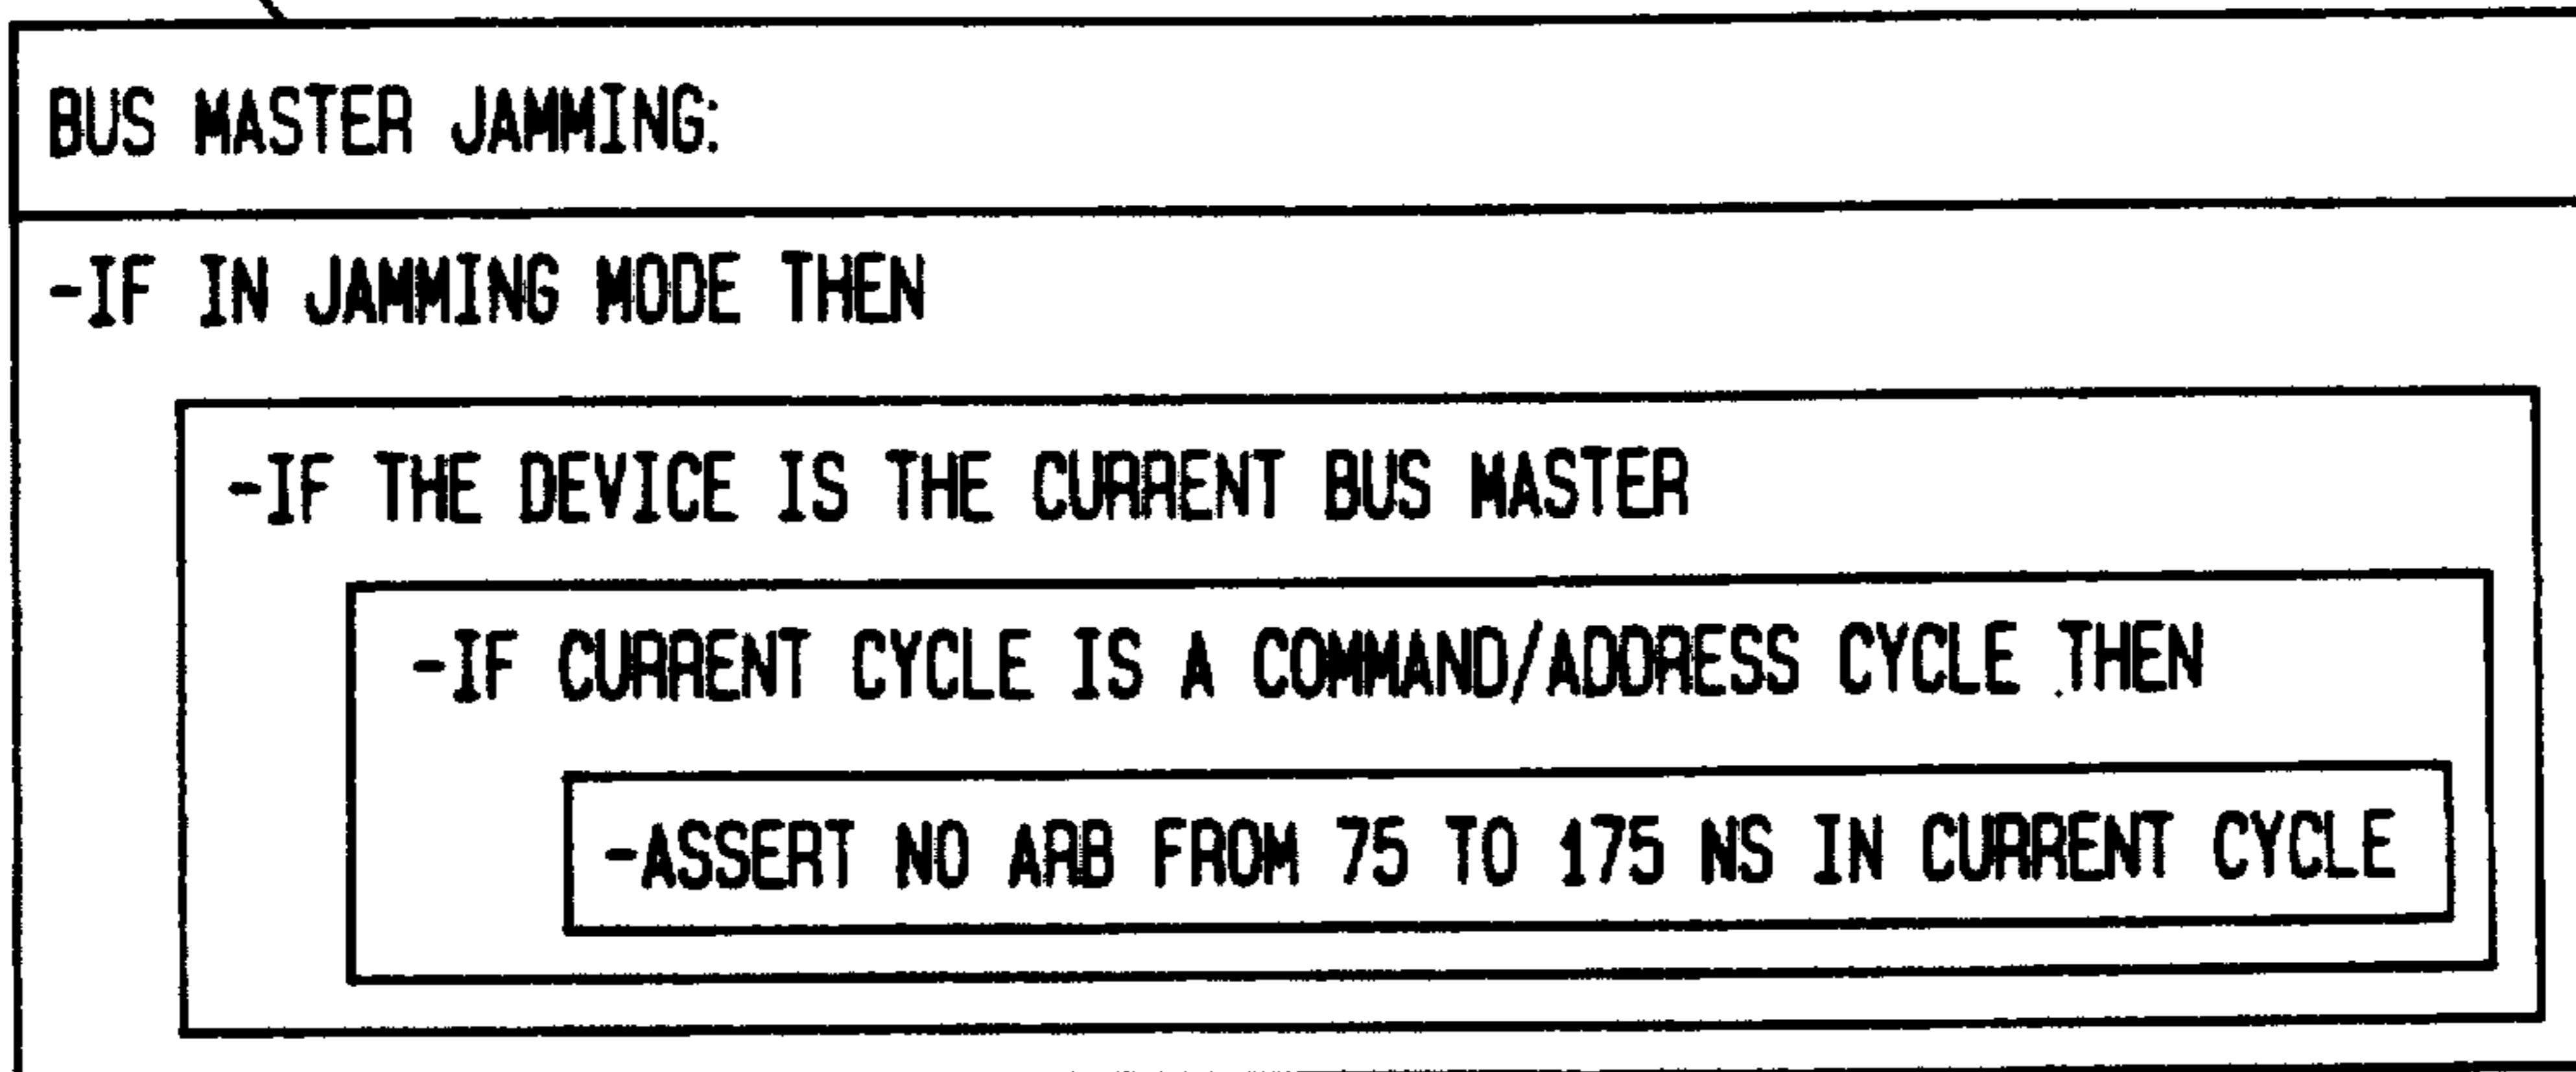 BUS MASTER JAMMING:
-IF IN JAMMING MODE THEN
-IF THE DEVICE IS THE CURRENT BUS MASTER
-IF CURRENT CYCLE IS A COMMAND/ADDRESS CYCLE THEN
-ASSERT NO ARB FROM 75 TO 175 NS IN CURRENT CYCLE